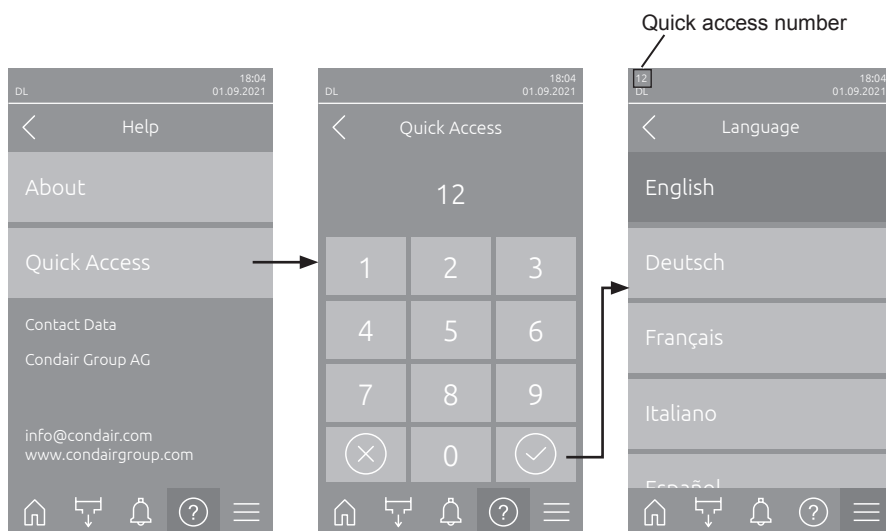 Quick access number
18:04
DL 01.09.2021
Help
About
Quick Access
Contact Data
Condair Group AG
info@condair.com
www.condairgroup.com
?
18:04
DL 01.09.2021
Quick Access
12
1 2 3
4 5 6
7 8 9
0
?
12 18:04
DL 01.09.2021
Language
English
Deutsch
Français
Italiano
Español
?